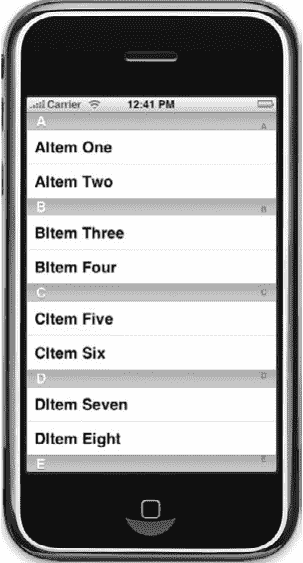 Carrier 12:41 PM
A A
AItem One
AItem Two
B B
BItem Three
BItem Four
C C
CItem Five
CItem Six
D D
DItem Seven
DItem Eight
E E